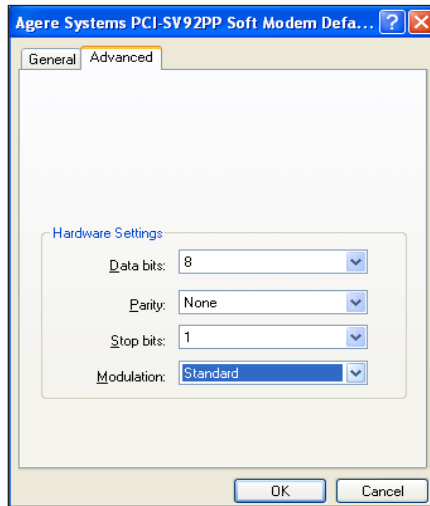 Agere Systems PCI-SV92PP Soft Modem Defa...
General Advanced
Hardware Settings
Data bits: 8
Parity: None
Stop bits: 1
Modulation: Standard
OK Cancel